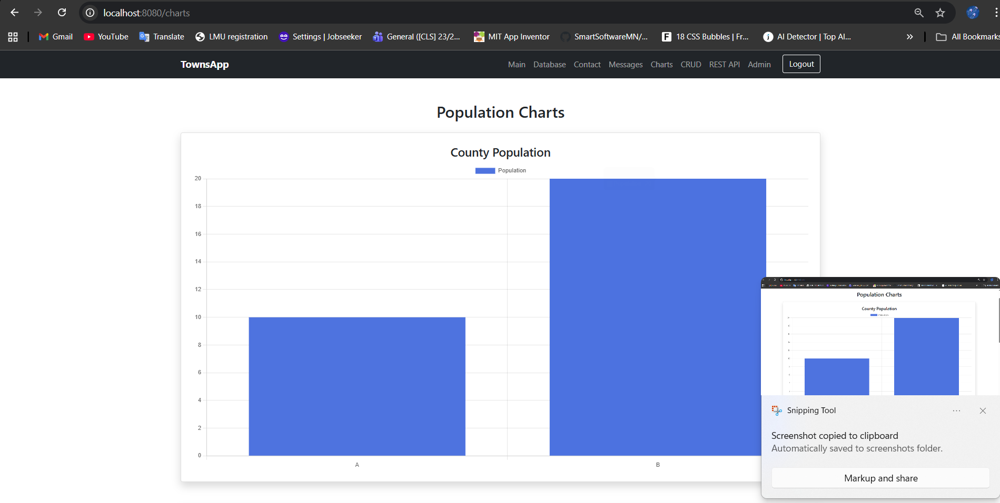 localhost:8080/charts
Gmail YouTube Translate LMU registration Settings | Jobseeker General ([CLS] 23/2... MIT App Inventor SmartSoftwareMN/... F 18 CSS Bubbles | Fr... j AI Detector | Top AI... » All Bookmarks
TownsApp Main Database Contact Messages Charts CRUD REST API Admin Logout
Population Charts
County Population
Population
20
18
16
14
12
10
8
6
4
2
0
A B
Population Charts
County Population
Population
Snipping Tool
Screenshot copied to clipboard
Automatically saved to screenshots folder.
Markup and share